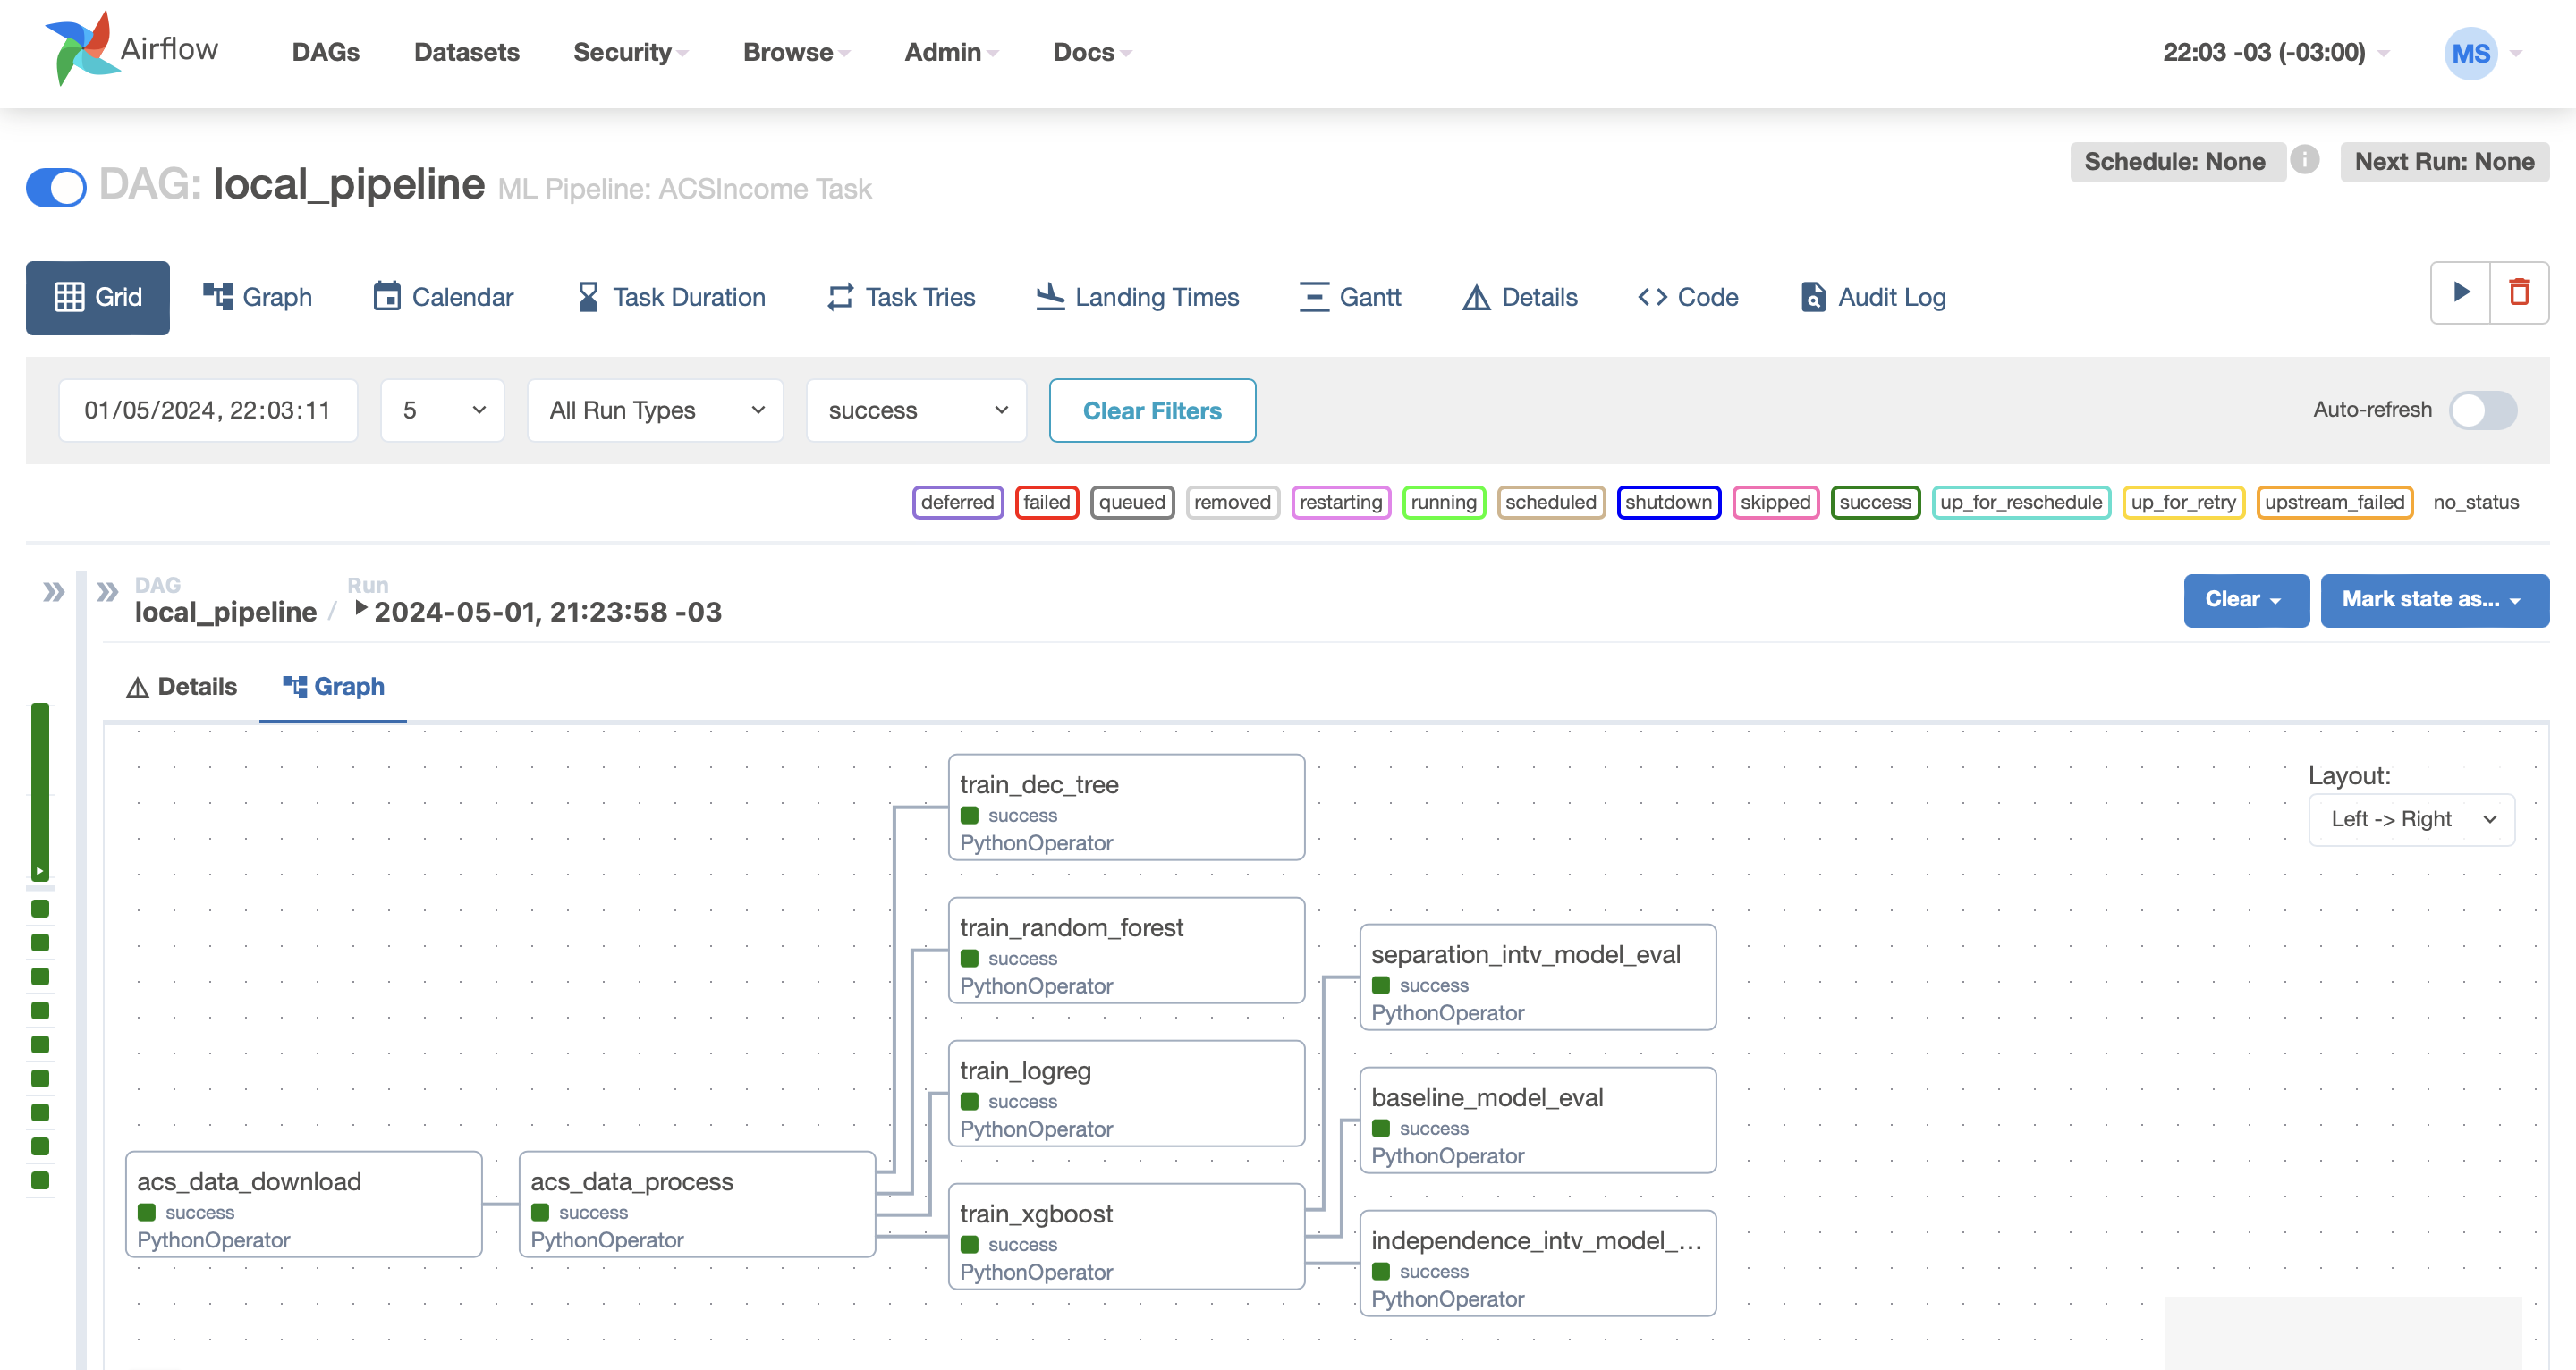 Airflow
DAGs Datasets Security Browse Admin Docs 22:03 -03 (-03:00) MS
Schedule: None i Next Run: None
DAG: local_pipeline ML Pipeline: ACSIncome Task
Grid Graph Calendar Task Duration Task Tries Landing Times Gantt Details Code Audit Log
01/05/2024, 22:03:11 5 All Run Types success Clear Filters Auto-refresh
deferred failed queued removed restarting running scheduled shutdown skipped success up_for_reschedule up_for_retry upstream_failed no_status
DAG Run
local_pipeline / 2024-05-01, 21:23:58 -03
Clear Mark state as...
Details Graph
Layout:
Left -> Right
acs_data_download
success
PythonOperator
acs_data_process
success
PythonOperator
train_dec_tree
success
PythonOperator
train_random_forest
success
PythonOperator
train_logreg
success
PythonOperator
train_xgboost
success
PythonOperator
separation_intv_model_eval
success
PythonOperator
baseline_model_eval
success
PythonOperator
independence_intv_model_...
success
PythonOperator